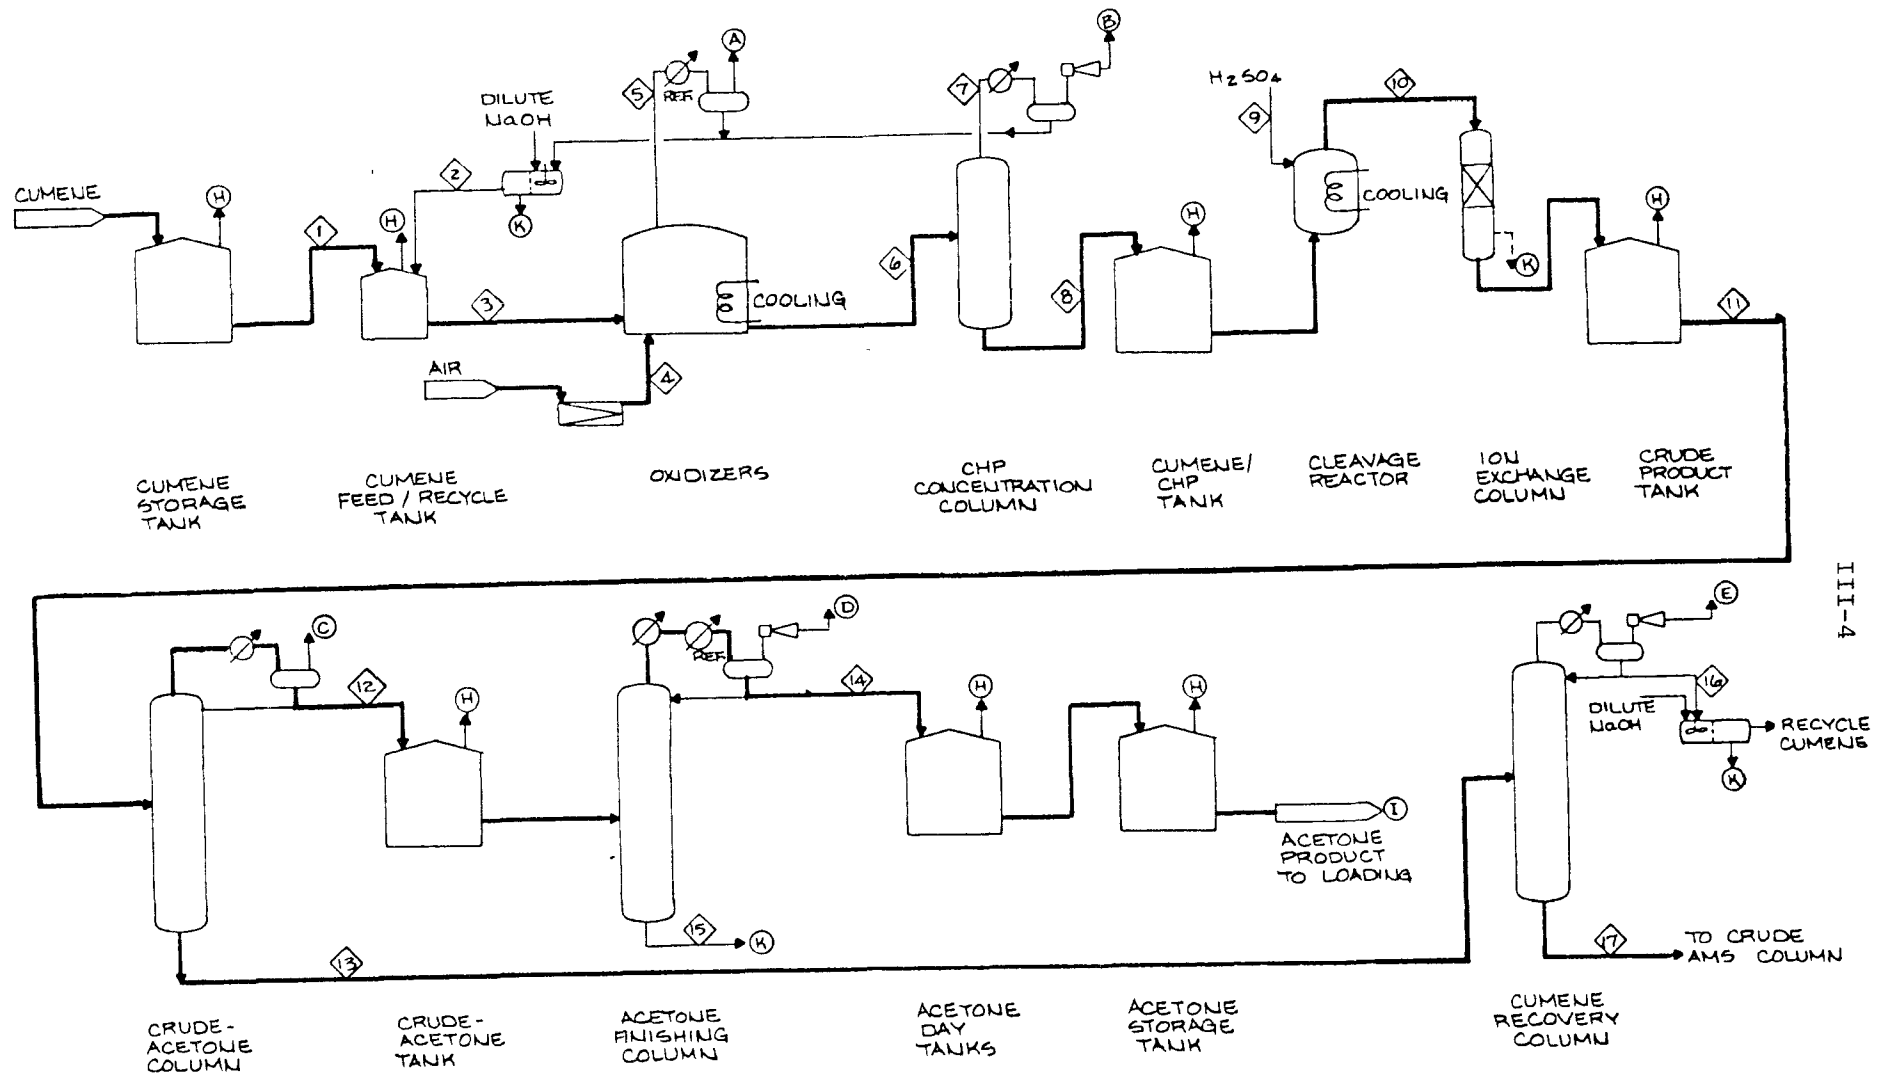 B
A
5
REF.
7
H2SO4
10
DILUTE
NaOH
9
2
CUMENE
H
H
K
1
COOLING
H
H
6
COOLING
8
K
3
11
AIR
4
CUMENE
STORAGE
TANK
CUMENE
FEED/RECYCLE
TANK
OXIDIZERS
CHP
CONCENTRATION
COLUMN
CUMENE/
CHP
TANK
CLEAVAGE
REACTOR
ION
EXCHANGE
COLUMN
CRUDE
PRODUCT
TANK
III-4
C
D
E
REF.
12
H
14
H
H
16
DILUTE
NaOH
RECYCLE
CUMENE
K
I
ACETONE
PRODUCT
TO LOADING
15
K
13
17
TO CRUDE
AMS COLUMN
CRUDE-
ACETONE
COLUMN
CRUDE-
ACETONE
TANK
ACETONE
FINISHING
COLUMN
ACETONE
DAY
TANKS
ACETONE
STORAGE
TANK
CUMENE
RECOVERY
COLUMN